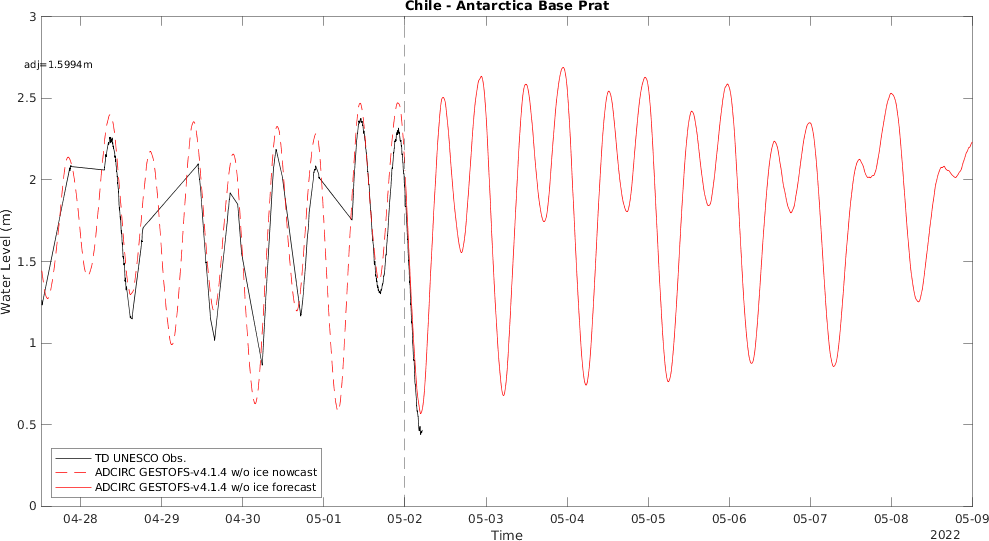 Chile - Antarctica Base Prat
adj=1.5994m
Water Level (m)
3
2.5
2
1.5
1
0.5
0
TD UNESCO Obs.
ADCIRC GESTOFS-v4.1.4 w/o ice nowcast
ADCIRC GESTOFS-v4.1.4 w/o ice forecast
04-28 04-29 04-30 05-01 05-02 05-03 05-04 05-05 05-06 05-07 05-08 05-09
Time
2022